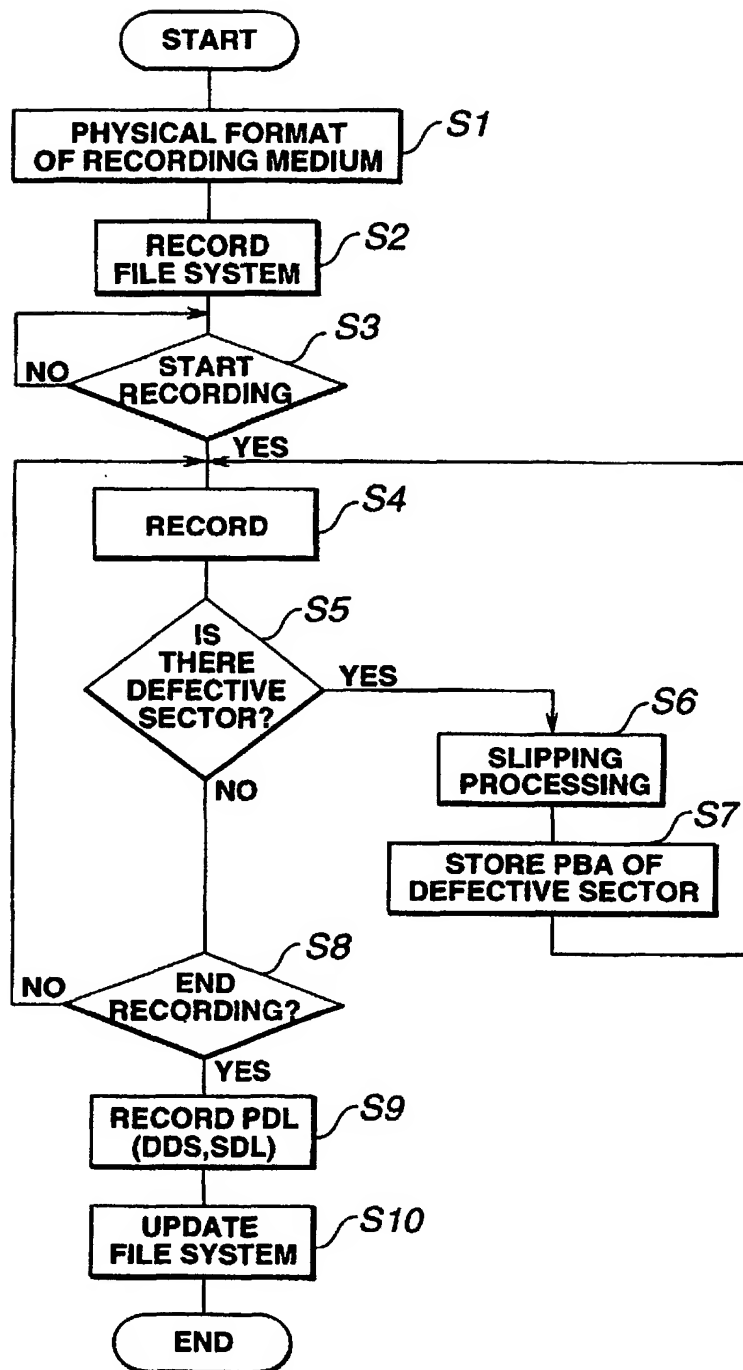 START
PHYSICAL FORMAT
OF RECORDING MEDIUM
S1
RECORD
FILE SYSTEM
S2
START
RECORDING
S3
NO
YES
RECORD
S4
IS
THERE
DEFECTIVE
SECTOR?
S5
YES
NO
SLIPPING
PROCESSING
S6
STORE PBA OF
DEFECTIVE SECTOR
S7
END
RECORDING?
S8
NO
YES
RECORD PDL
(DDS,SDL)
S9
UPDATE
FILE SYSTEM
S10
END